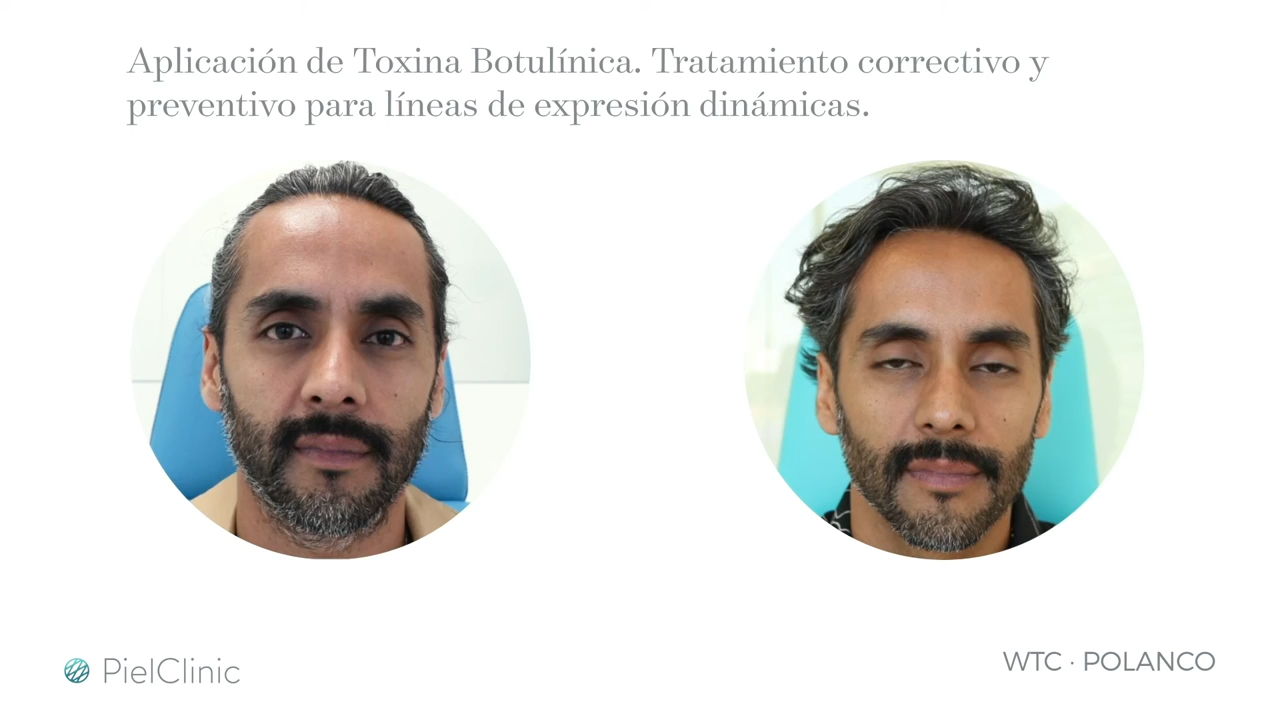 Aplicación de Toxina Botulínica. Tratamiento correctivo y
preventivo para líneas de expresión dinámicas.
PielClinic
WTC · POLANCO